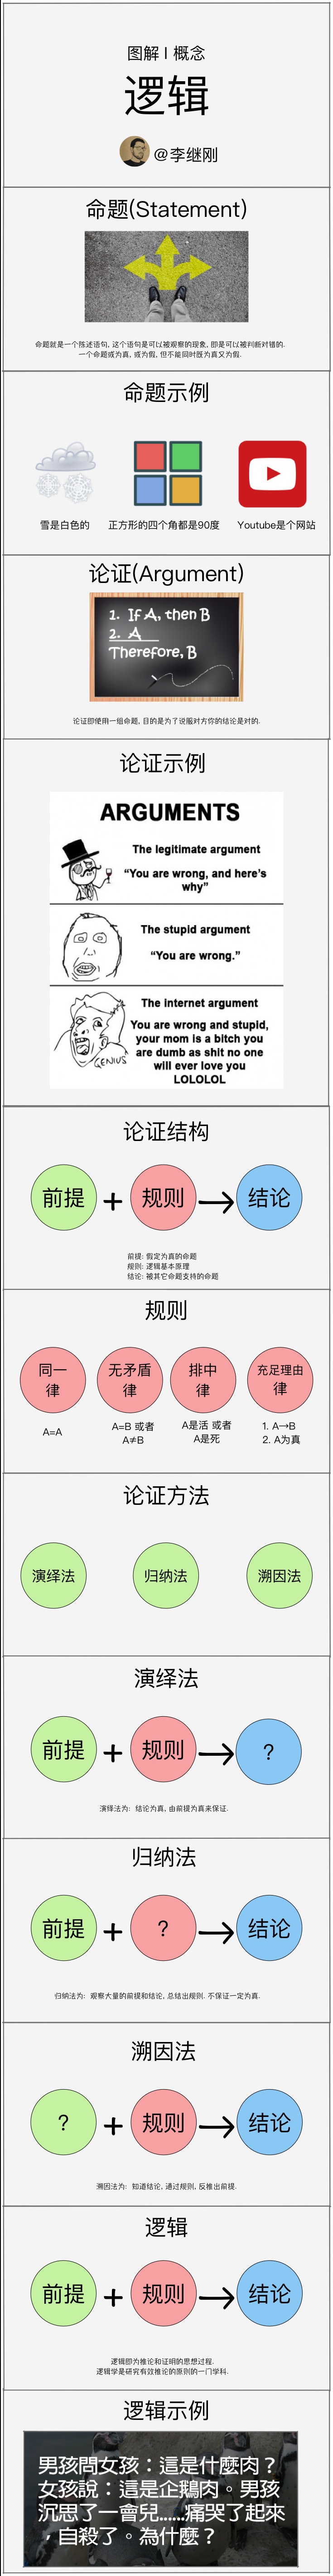 图解 | 概念
逻辑
@李继刚
命题(Statement)
命题就是一个陈述语句, 这个语句是可以被观察的现象, 即是可以被判断对错的.
一个命题或为真, 或为假, 但不能同时既为真又为假.
命题示例
雪是白色的
正方形的四个角都是90度
Youtube是个网站
论证(Argument)
1. If A, then B
2. A
Therefore, B
论证即使用一组命题, 目的是为了说服对方你的结论是对的.
论证示例
ARGUMENTS
The legitimate argument
“You are wrong, and here’s
why”
The stupid argument
“You are wrong.”
The internet argument
You are wrong and stupid,
your mom is a bitch you
are dumb as shit no one
will ever love you
LOLOLOL
GENIUS
论证结构
前提 + 规则 → 结论
前提: 假定为真的命题
规则: 逻辑基本原理
结论: 被其它命题支持的命题
规则
同一
律
无矛盾
律
排中
律
充足理由
律
A=A
A=B 或者
A≠B
A是活 或者
A是死
1. A→B
2. A为真
论证方法
演绎法
归纳法
溯因法
演绎法
前提 + 规则 → ?
演绎法为: 结论为真, 由前提为真来保证.
归纳法
前提 + ? → 结论
归纳法为: 观察大量的前提和结论, 总结出规则. 不保证一定为真.
溯因法
? + 规则 → 结论
溯因法为: 知道结论, 通过规则, 反推出前提.
逻辑
前提 + 规则 → 结论
逻辑即为推论和证明的思想过程.
逻辑学是研究有效推论的原则的一门学科.
逻辑示例
男孩問女孩：這是什麼肉？
女孩說：這是企鵝肉。男孩
沉思了一會兒......痛哭了起來
，自殺了。為什麼？